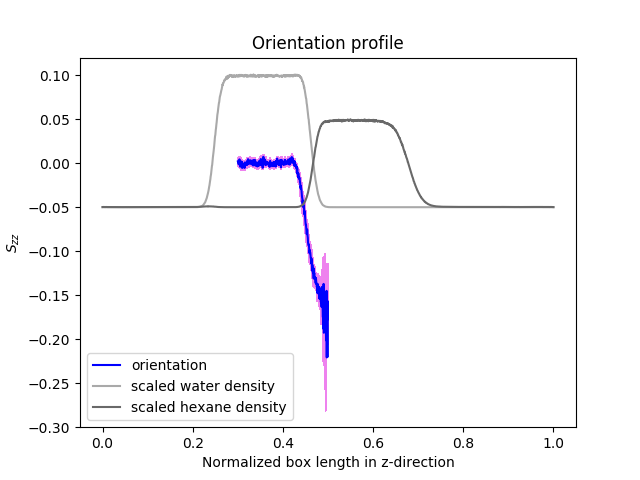 Orientation profile
0.10
0.05
0.00
−0.05
−0.10
−0.15
−0.20
−0.25
−0.30
S_{zz}
orientation
scaled water density
scaled hexane density
0.0 0.2 0.4 0.6 0.8 1.0
Normalized box length in z-direction